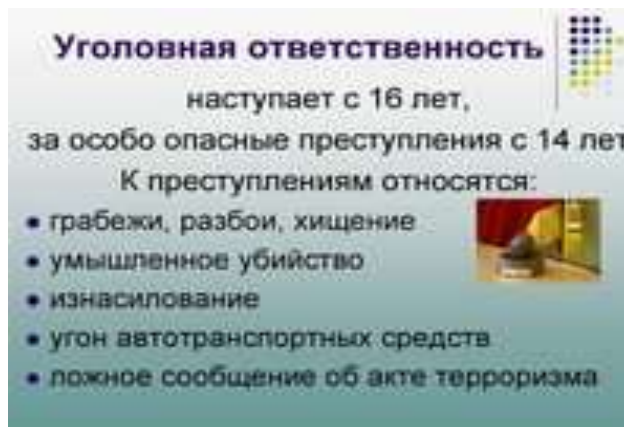 Уголовная ответственность
наступает с 16 лет,
за особо опасные преступления с 14 лет
К преступлениям относятся:
грабежи, разбои, хищение
умышленное убийство
изнасилование
угон автотранспортных средств
ложное сообщение об акте терроризма